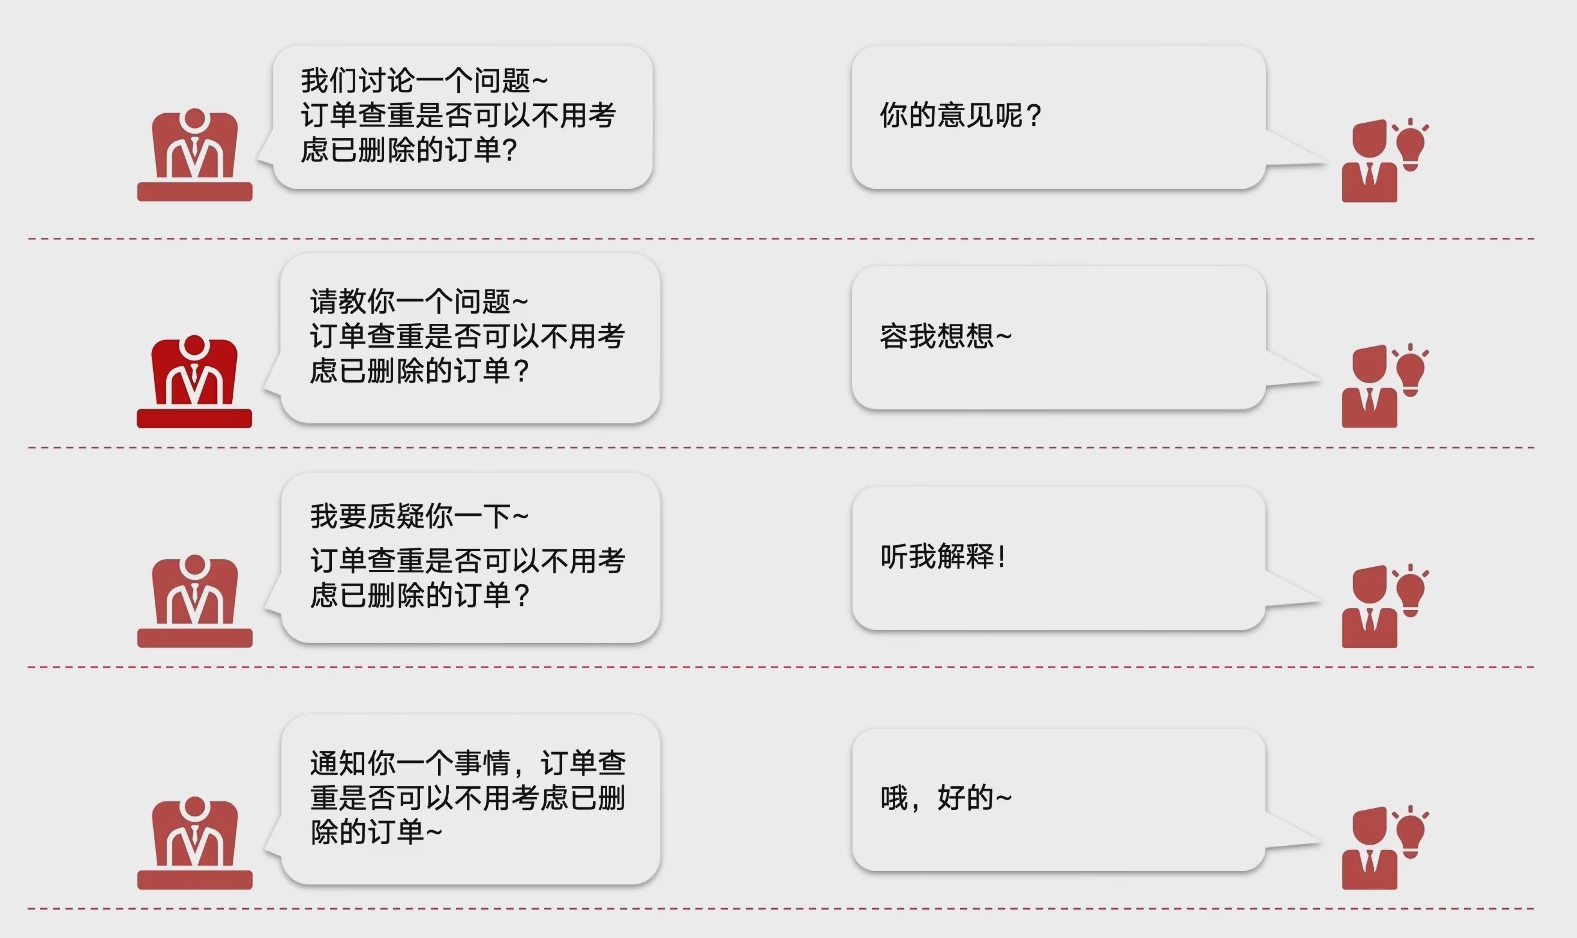 我们讨论一个问题~
订单查重是否可以不用考
虑已删除的订单?
你的意见呢?
请教你一个问题~
订单查重是否可以不用考
虑已删除的订单?
容我想想~
我要质疑你一下~
订单查重是否可以不用考
虑已删除的订单?
听我解释!
通知你一个事情，订单查
重是否可以不用考虑已删
除的订单~
哦，好的~